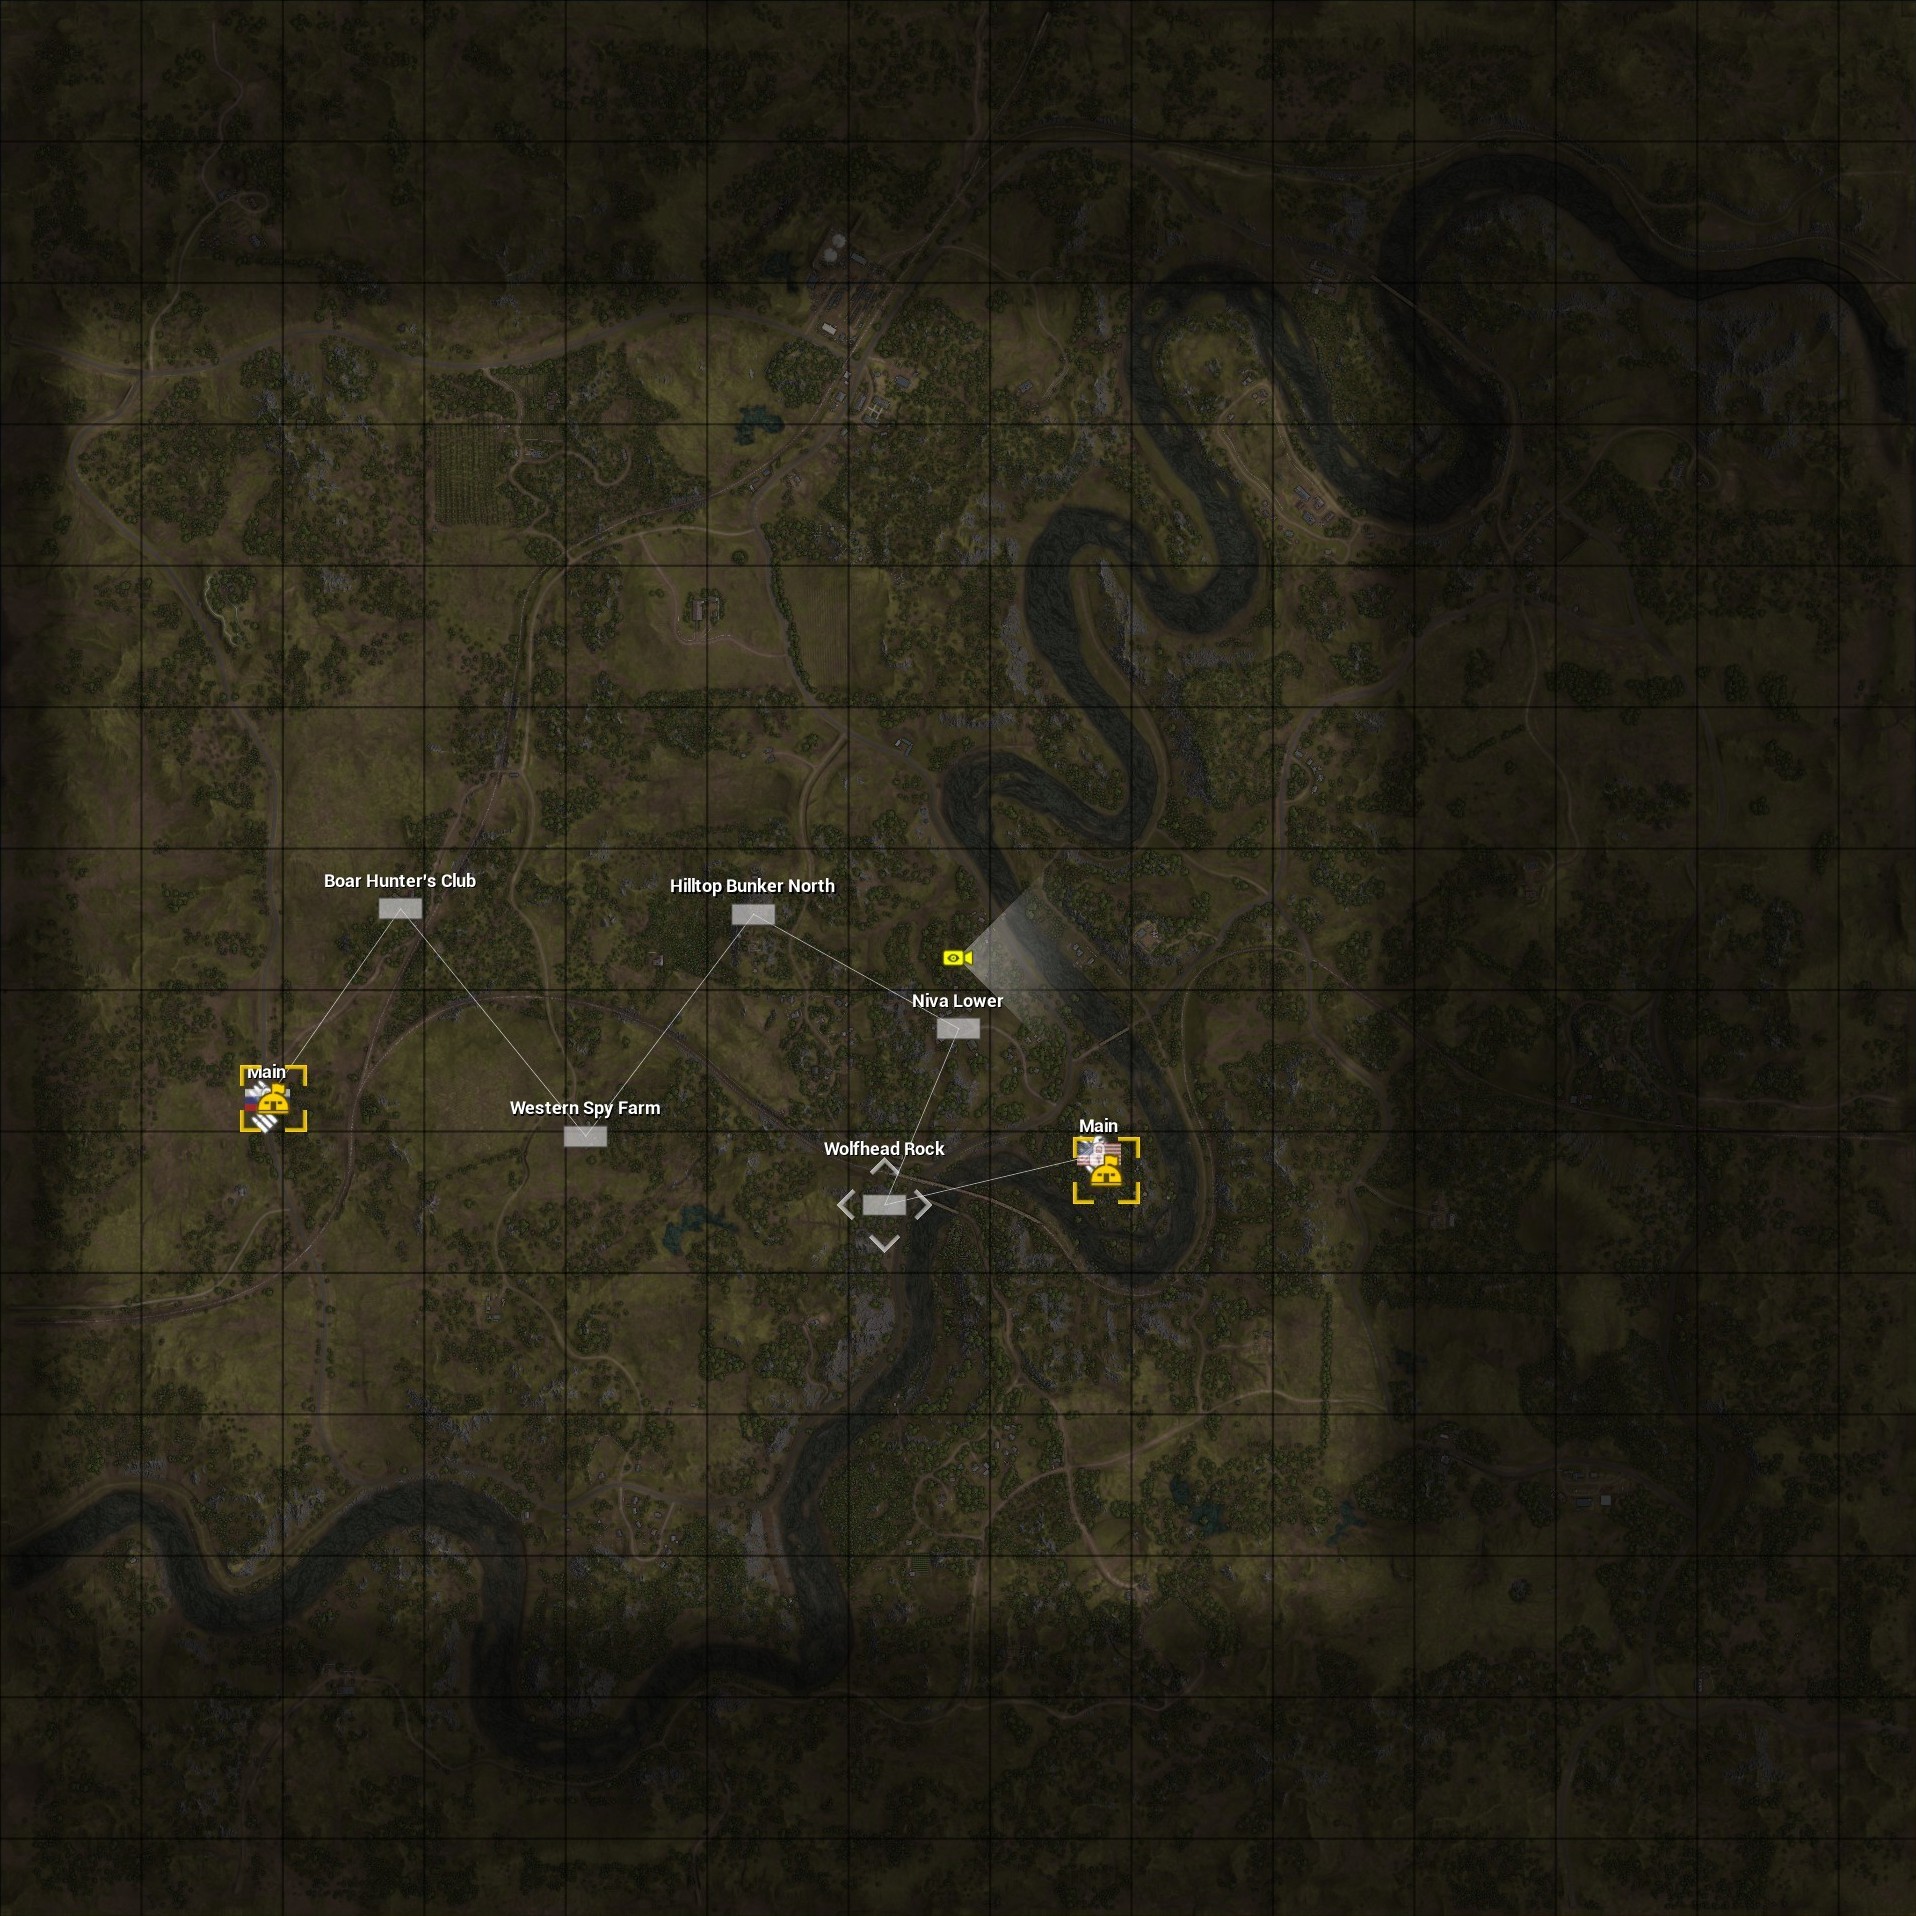 Boar Hunter's Club
Hilltop Bunker North
Niva Lower
Main
Western Spy Farm
Main
Wolfhead Rock